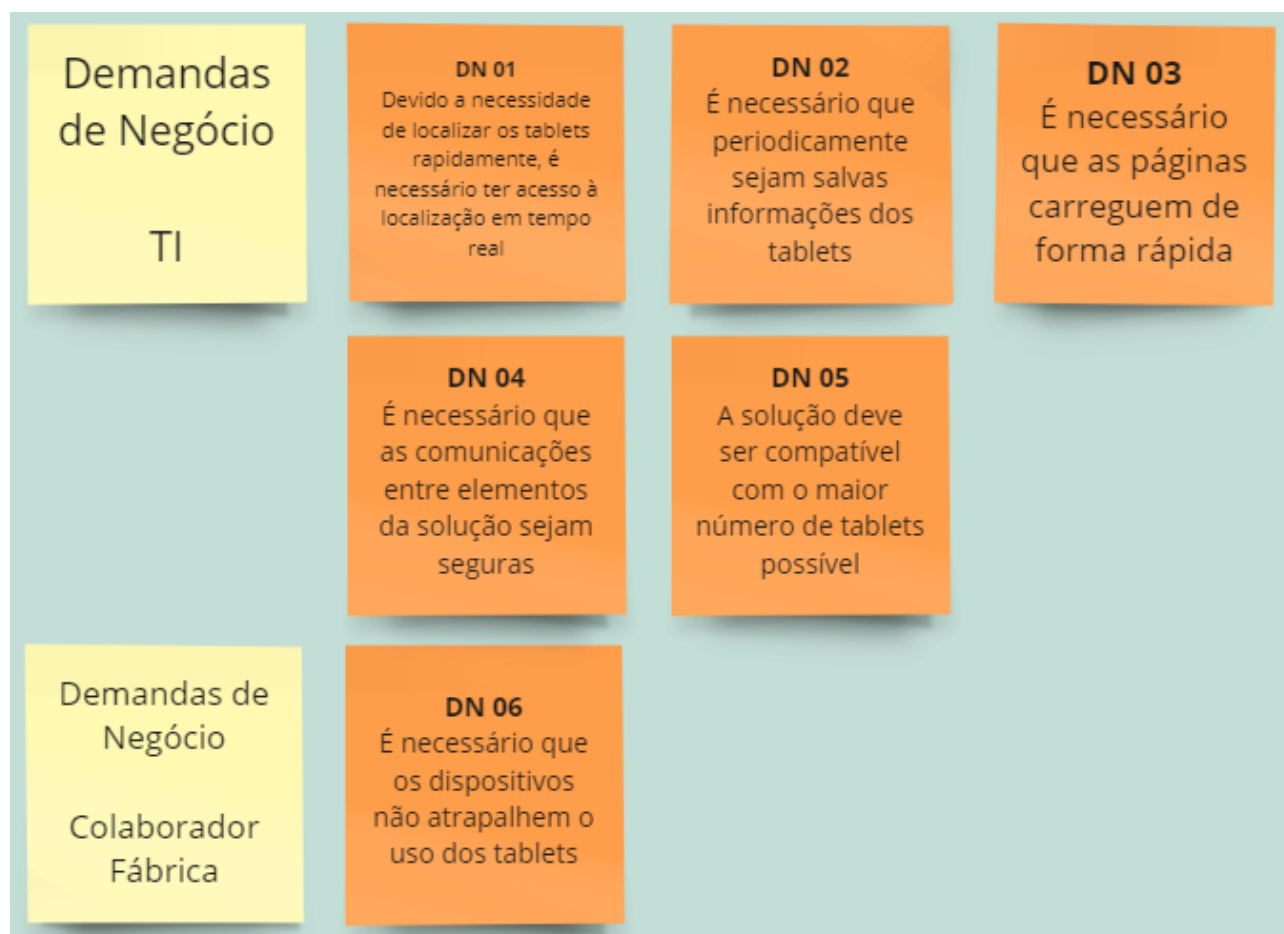 Demandas
de Negócio
TI
DN 01
Devido a necessidade
de localizar os tablets
rapidamente, é
necessário ter acesso à
localização em tempo
real
DN 02
É necessário que
periodicamente
sejam salvas
informações dos
tablets
DN 03
É necessário
que as páginas
carreguem de
forma rápida
DN 04
É necessário que
as comunicações
entre elementos
da solução sejam
seguras
DN 05
A solução deve
ser compatível
com o maior
número de tablets
possível
Demandas de
Negócio
Colaborador
Fábrica
DN 06
É necessário que
os dispositivos
não atrapalhem o
uso dos tablets